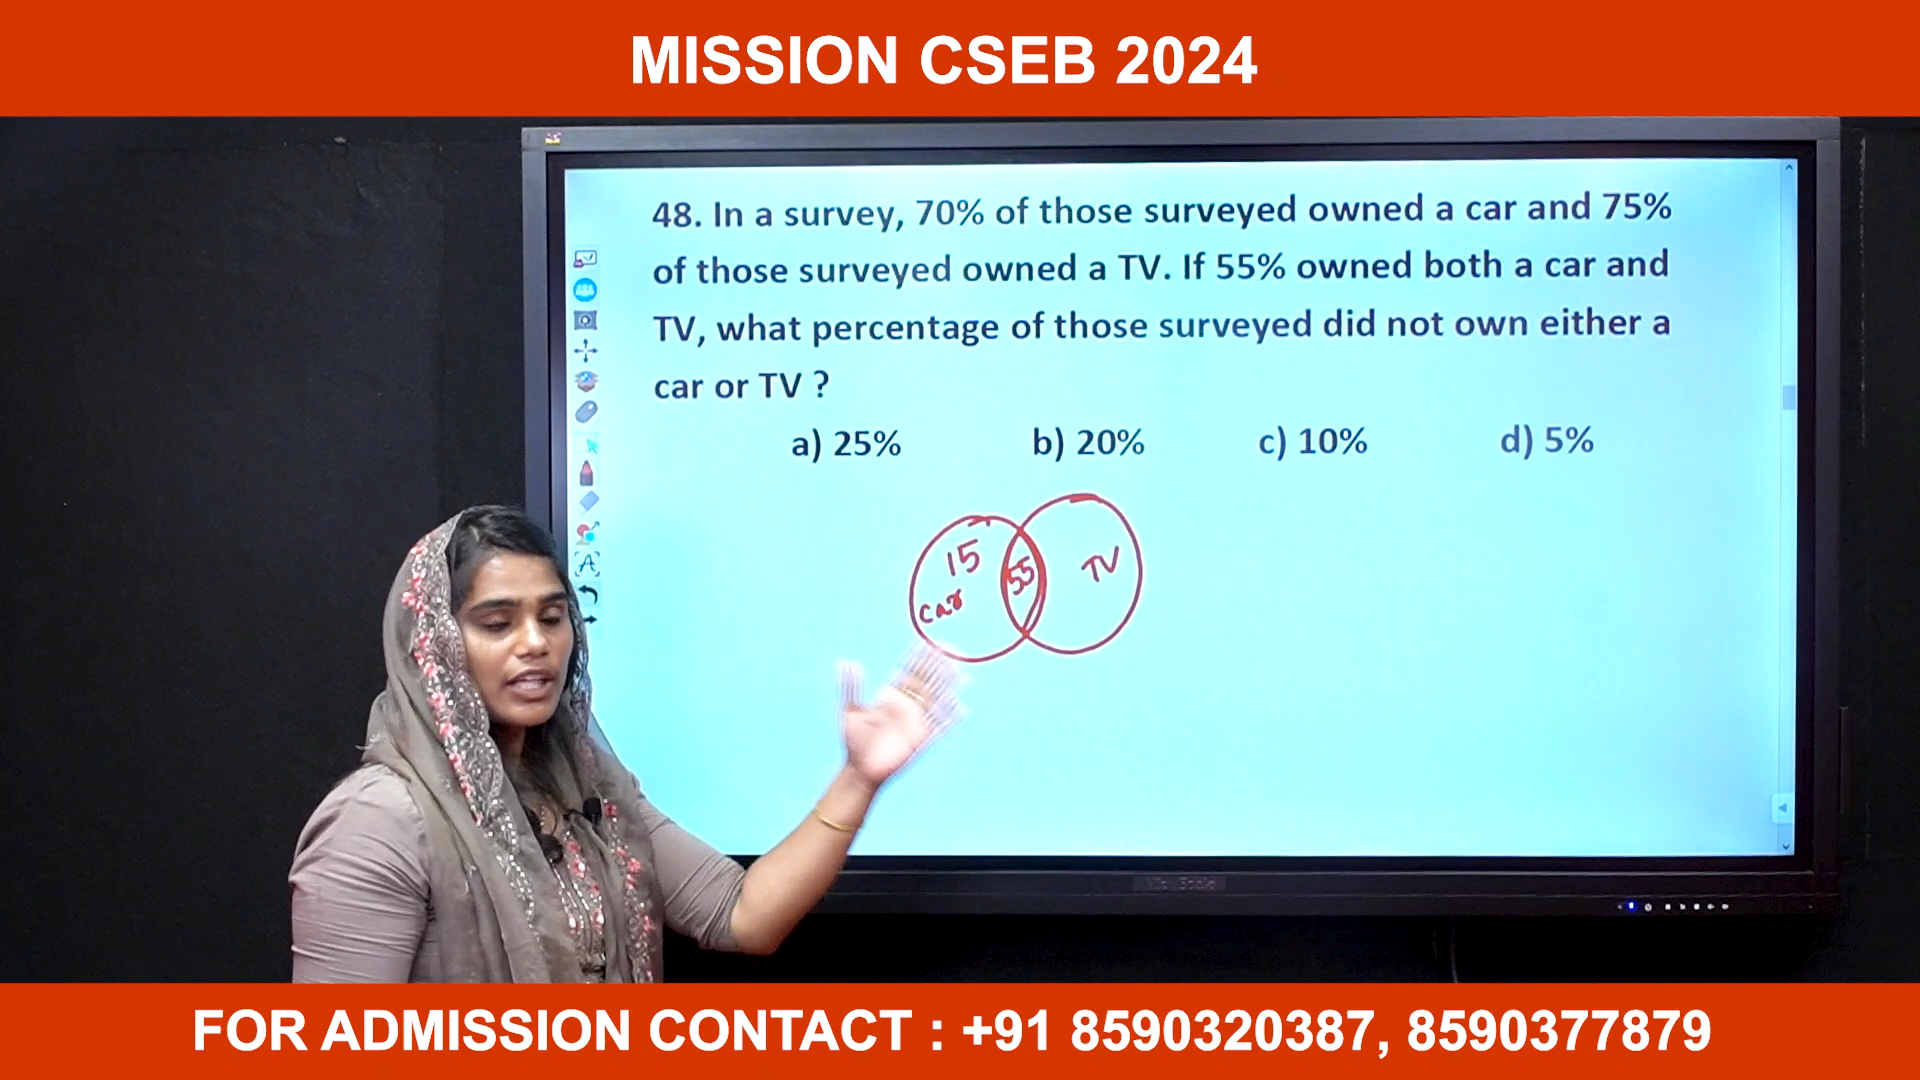 MISSION CSEB 2024
48. In a survey, 70% of those surveyed owned a car and 75%
of those surveyed owned a TV. If 55% owned both a car and
TV, what percentage of those surveyed did not own either a
car or TV ?
a) 25% b) 20% c) 10% d) 5%
15 55 TV
car
FOR ADMISSION CONTACT : +91 8590320387, 8590377879